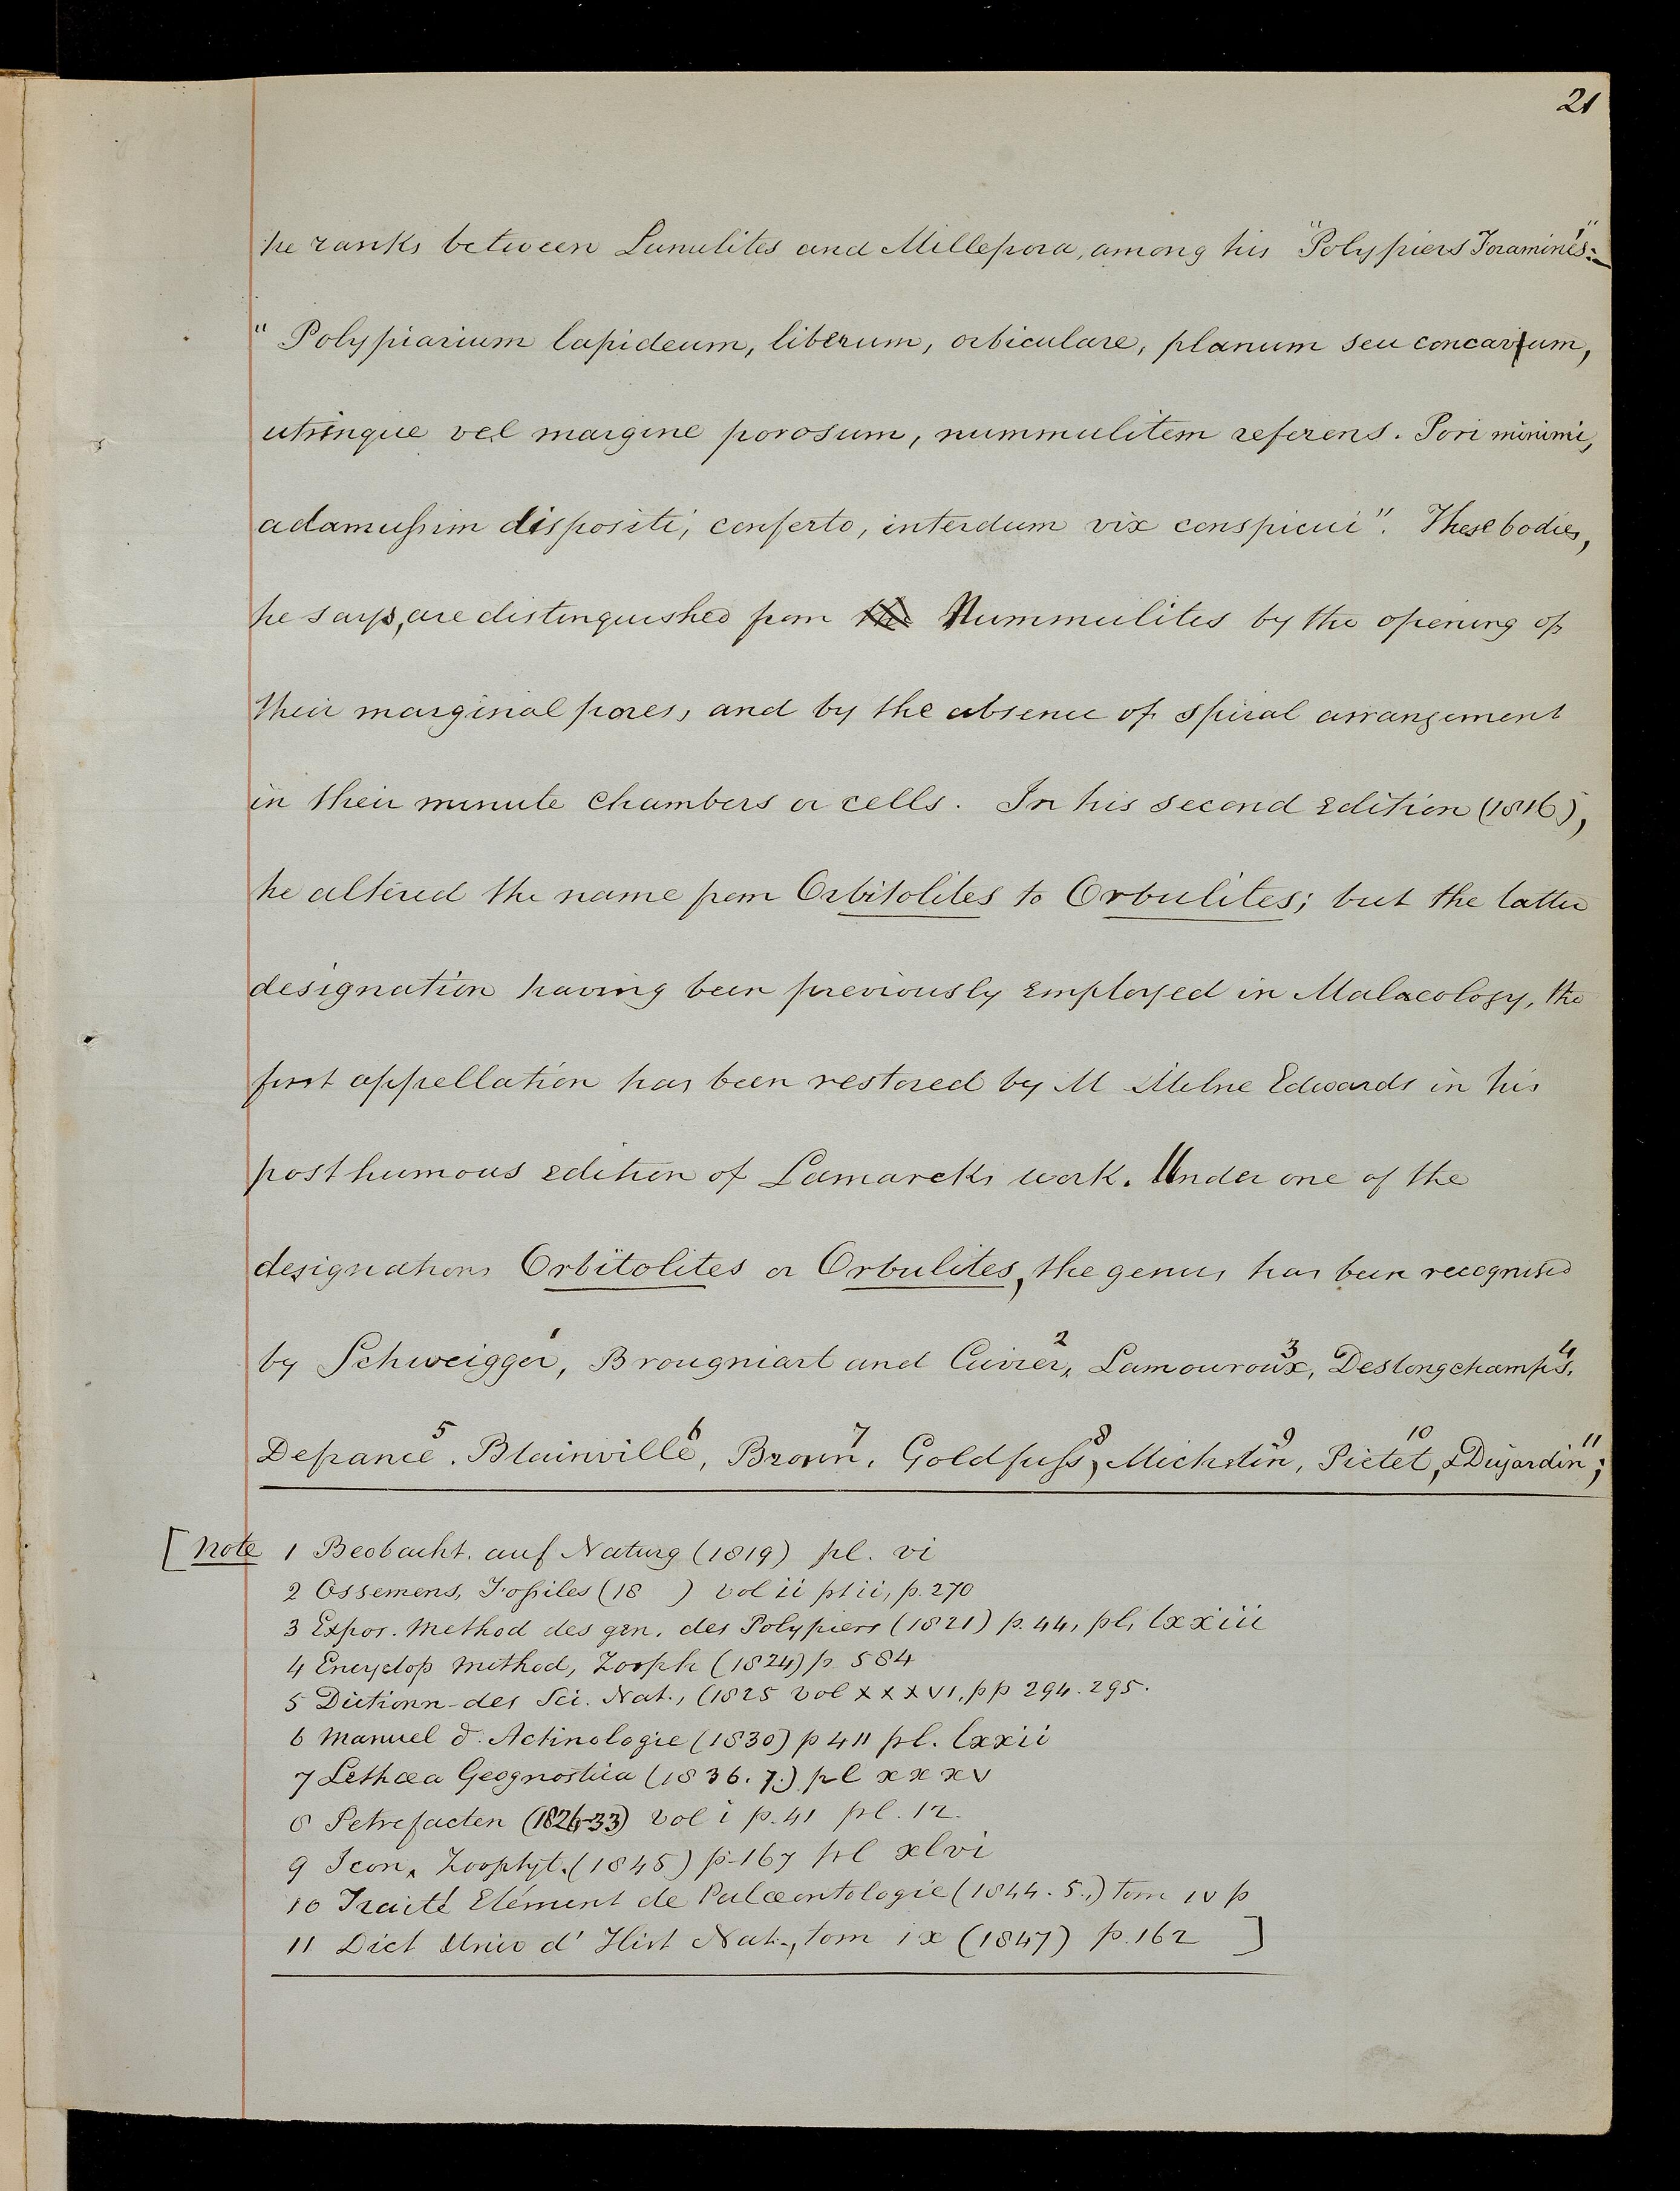 21
he ranks between Lunulites and Millepora, among his "Polypiers Foraminés":—
"Polypiarium lapideum, liberum, orbiculare, planum seu concavum,
utrinque vel margine porosum, nummulitem referens. Pori minimi,
adamussim dispositi, conferto, interdum vix conspicui". These bodies,
he says, are distinguished from the Nummulites by the opening of
their marginal pores, and by the absence of spiral arrangement
in their minute chambers or cells. In his second edition (1816),
he altered the name from Orbitolites to Orbulites; but the latter
designation having been previously employed in Malacology, the
first appellation has been restored by M Milne Edwards in his
posthumous edition of Lamarcks work. Under one of the
designations Orbitolites or Orbulites, the genus has been recognised
by Schweigger 1, Brougniart and Cuvier 2, Lamouroux 3, Deslongchamps 4,
Defrance 5. Blainville 6, Bronn 7, Goldfuss 8, Michelin 9, Pictet 10, & Dujardin 11;
[Note 1 Beobacht. auf Naturg (1819) pl. vi
2 Ossemens, Fossiles (18 ) vol ii pt ii, p. 270
3 Expos. Method des gen. des Polypiers (1821) p. 44, pl, lxxiii
4 Encyclop Method, Zooph (1824) p 584
5 Dictionn des Sci. Nat., (1825 vol XXXVI, pp 294.295.
6 Manuel d'Actinologie (1830) p 411 pl. lxxii
7 Lethæa Geognostica (1836.7.) pl xxxv
8 Petrefacten (1826-33) vol i p. 41 pl. 12.
9 Icon, Zoophyt. (1845) p-167 pl xlvi
10 Traité Elément de Palæontologie (1844.5.) tom iv p
11 Dict Univ d'Hist Nat., tom ix (1847) p. 162 ]